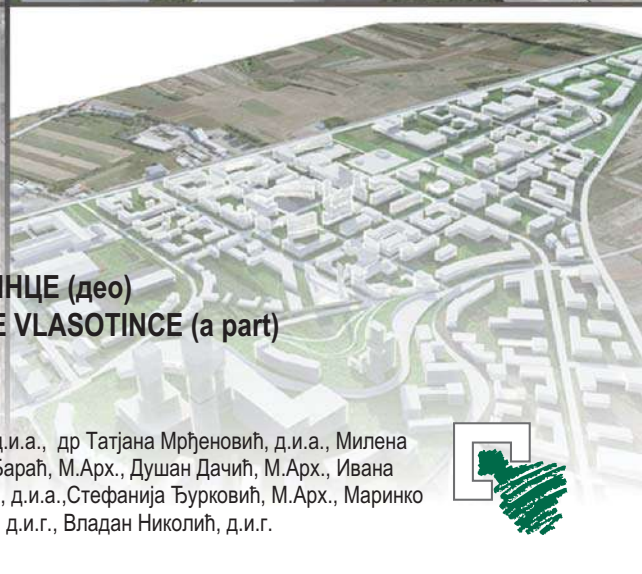 НЦЕ (део)
E VLASOTINCE (a part)
д.и.а., др Татјана Мрђеновић, д.и.а., Милена
Бараћ, М.Арх., Душан Дачић, М.Арх., Ивана
, д.и.а.,Стефанија Ђурковић, М.Арх., Маринко
д.и.г., Владан Николић, д.и.г.